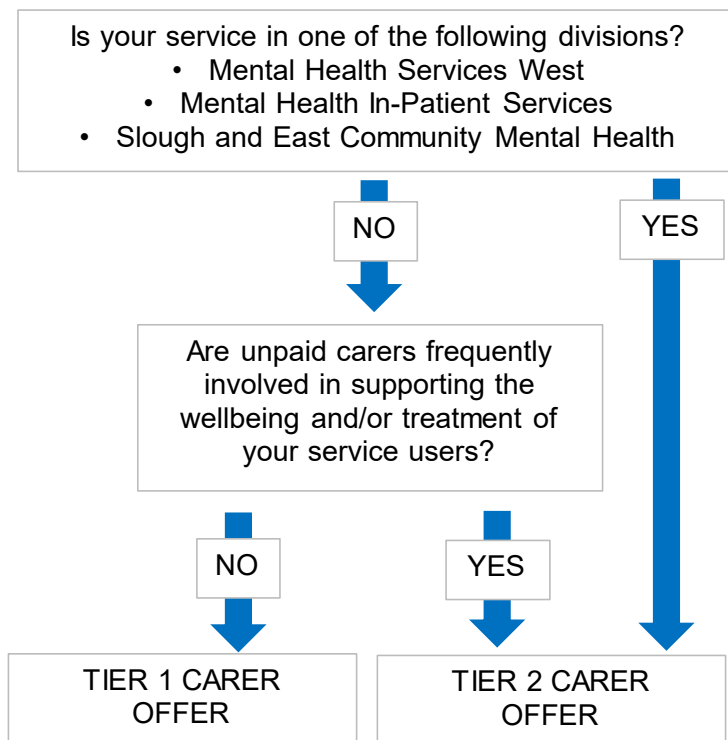 Is your service in one of the following divisions?
• Mental Health Services West
• Mental Health In-Patient Services
• Slough and East Community Mental Health
NO
YES
Are unpaid carers frequently
involved in supporting the
wellbeing and/or treatment of
your service users?
NO
YES
TIER 1 CARER
OFFER
TIER 2 CARER
OFFER